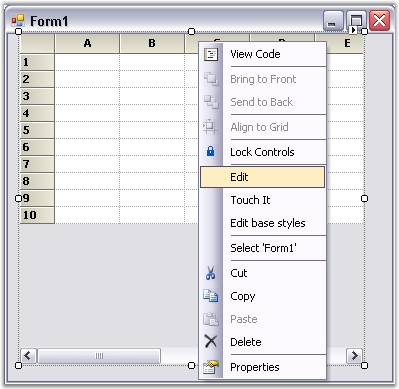 Form1
A B C D E
1
2
3
4
5
6
7
8
9
10
View Code
Bring to Front
Send to Back
Align to Grid
Lock Controls
Edit
Touch It
Edit base styles
Select 'Form1'
Cut
Copy
Paste
Delete
Properties